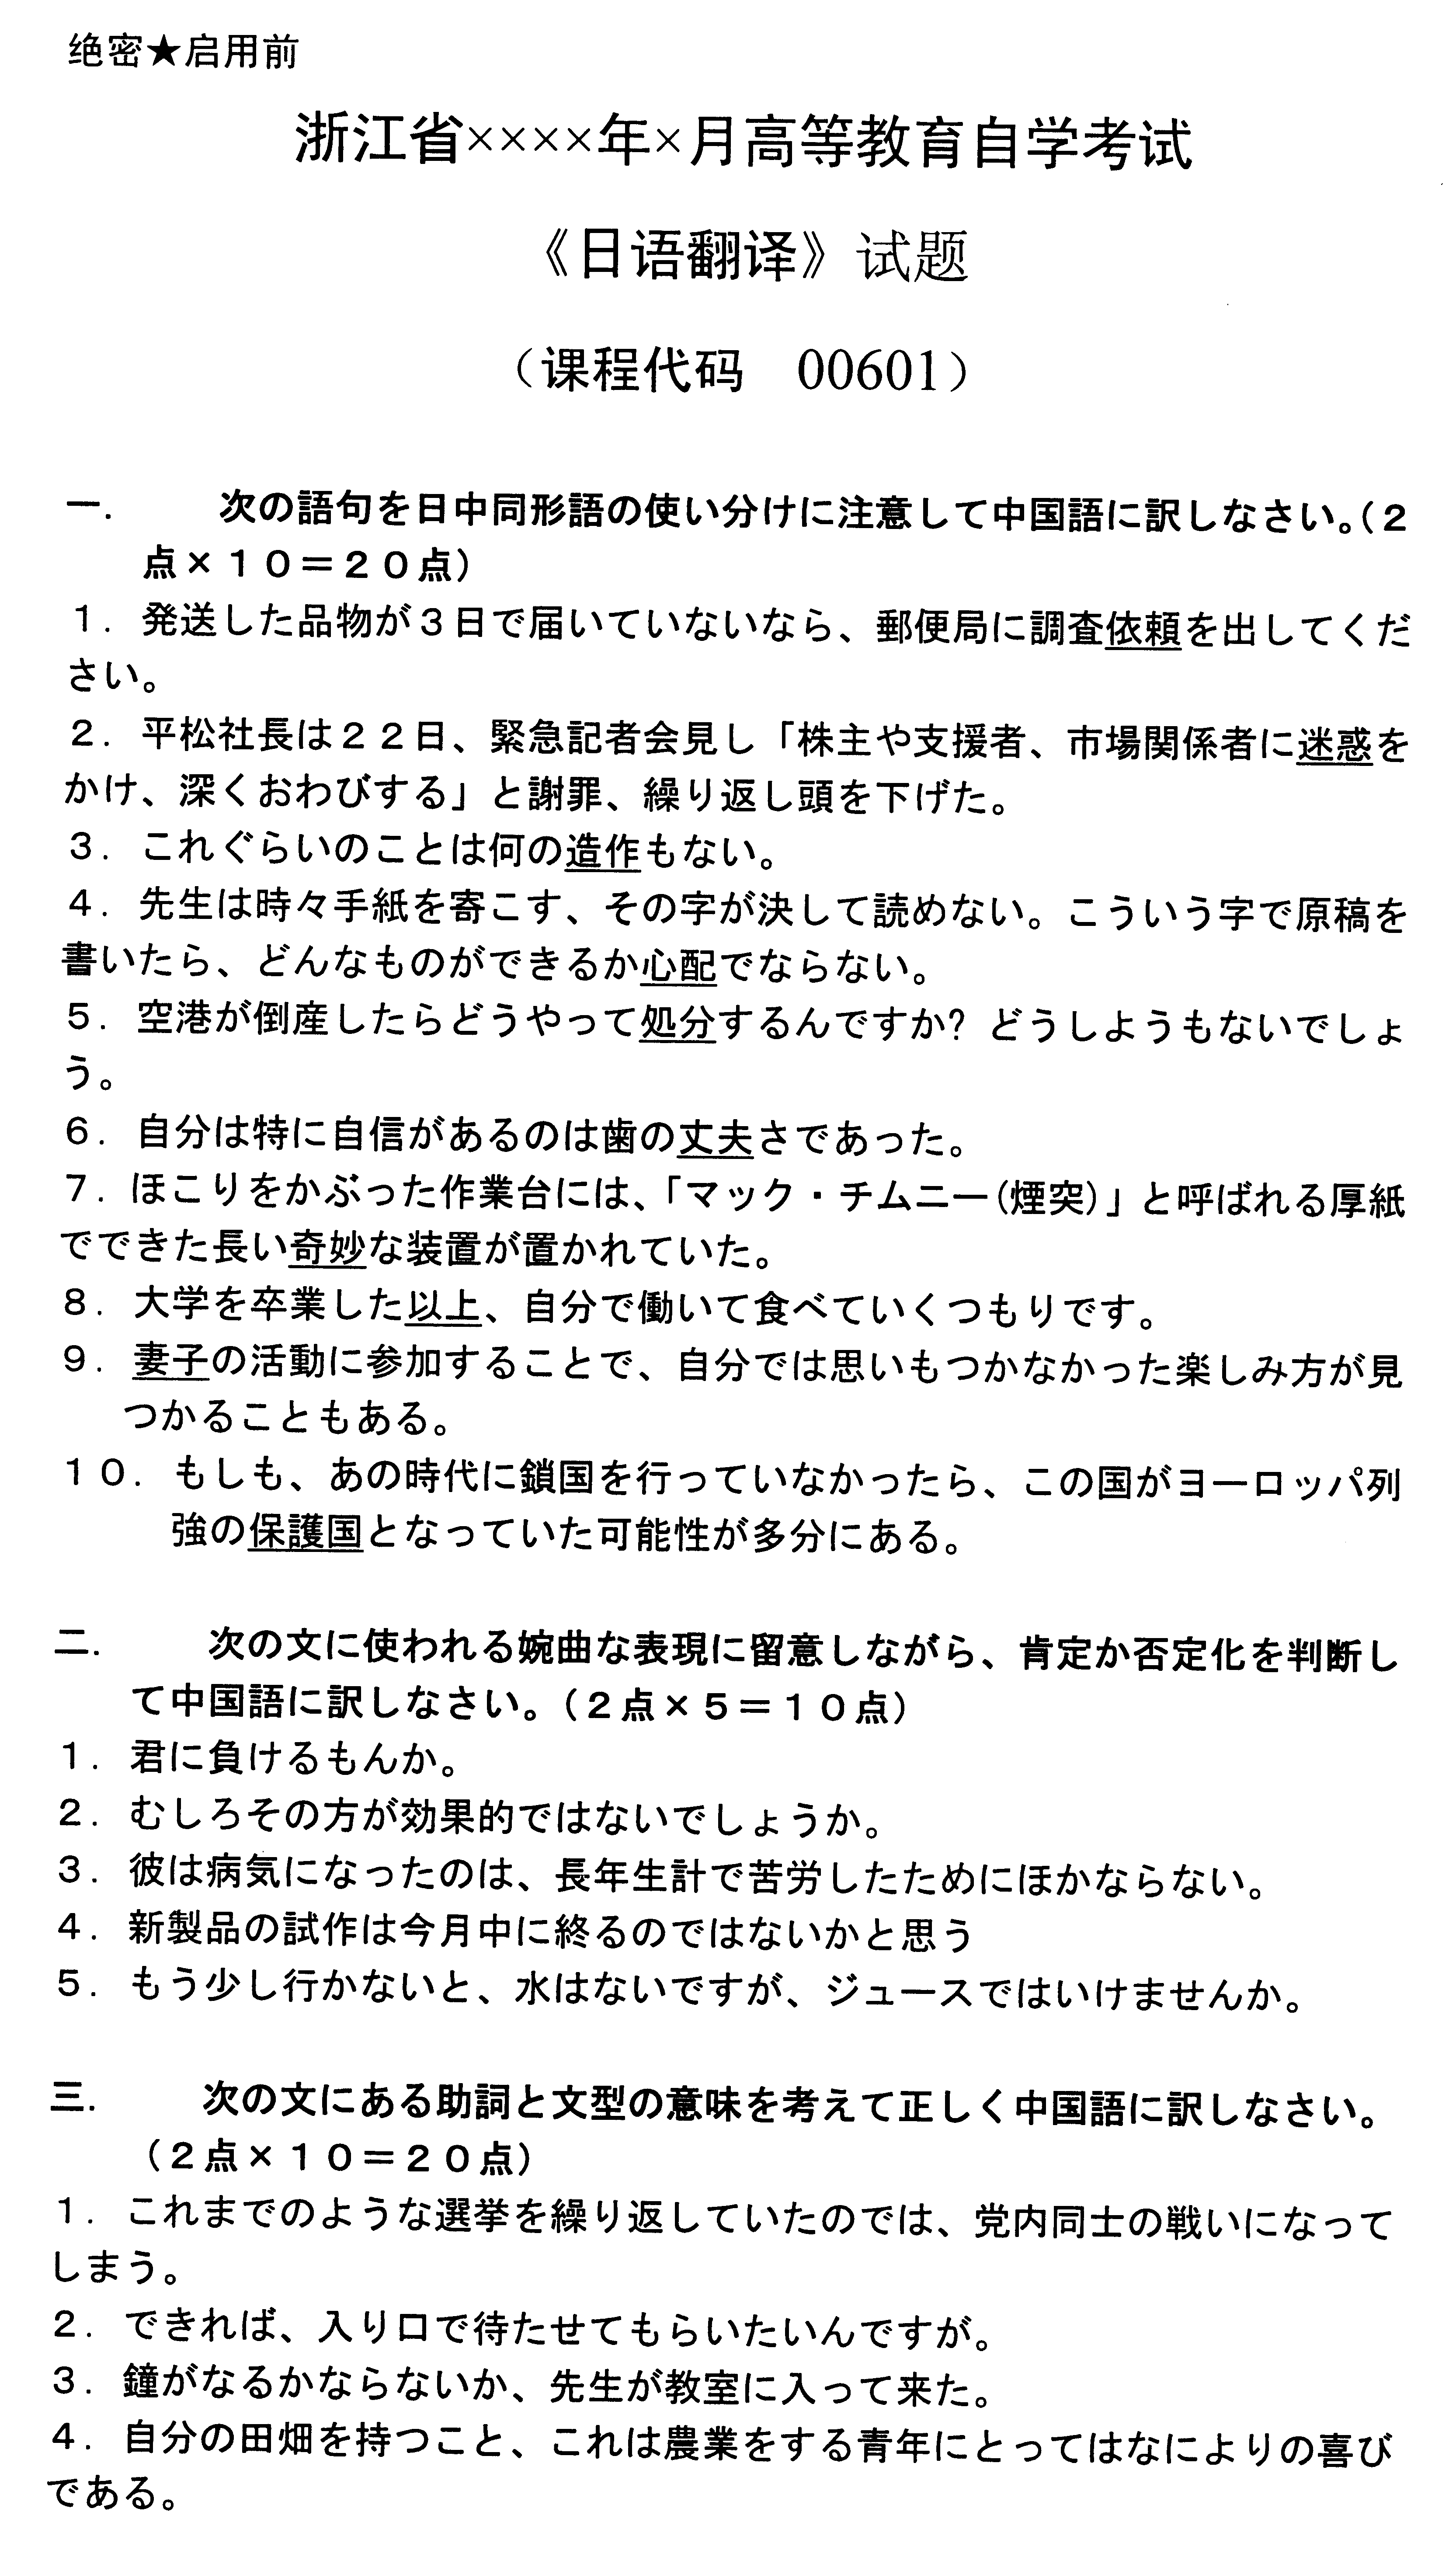 绝密★启用前
浙江省××××年×月高等教育自学考试
《日语翻译》试题
（课程代码　00601）
一．　　次の語句を日中同形語の使い分けに注意して中国語に訳しなさい。（２
点×１０＝２０点）
１．発送した品物が３日で届いていないなら、郵便局に調査依頼を出してくだ
さい。
２．平松社長は２２日、緊急記者会見し「株主や支援者、市場関係者に迷惑を
かけ、深くおわびする」と謝罪、繰り返し頭を下げた。
３．これぐらいのことは何の造作もない。
４．先生は時々手紙を寄こす、その字が決して読めない。こういう字で原稿を
書いたら、どんなものができるか心配でならない。
５．空港が倒産したらどうやって処分するんですか？どうしようもないでしょ
う。
６．自分は特に自信があるのは歯の丈夫さであった。
７．ほこりをかぶった作業台には、「マック・チムニー(煙突)」と呼ばれる厚紙
でできた長い奇妙な装置が置かれていた。
８．大学を卒業した以上、自分で働いて食べていくつもりです。
９．妻子の活動に参加することで、自分では思いもつかなかった楽しみ方が見
つかることもある。
１０．もしも、あの時代に鎖国を行っていなかったら、この国がヨーロッパ列
強の保護国となっていた可能性が多分にある。
二．　　次の文に使われる婉曲な表現に留意しながら、肯定か否定化を判断し
て中国語に訳しなさい。（２点×５＝１０点）
１．君に負けるもんか。
２．むしろその方が効果的ではないでしょうか。
３．彼は病気になったのは、長年生計で苦労したためにほかならない。
４．新製品の試作は今月中に終るのではないかと思う
５．もう少し行かないと、水はないですが、ジュースではいけませんか。
三．　　次の文にある助詞と文型の意味を考えて正しく中国語に訳しなさい。
（２点×１０＝２０点）
１．これまでのような選挙を繰り返していたのでは、党内同士の戦いになって
しまう。
２．できれば、入り口で待たせてもらいたいんですが。
３．鐘がなるかならないか、先生が教室に入って来た。
４．自分の田畑を持つこと、これは農業をする青年にとってはなによりの喜び
である。